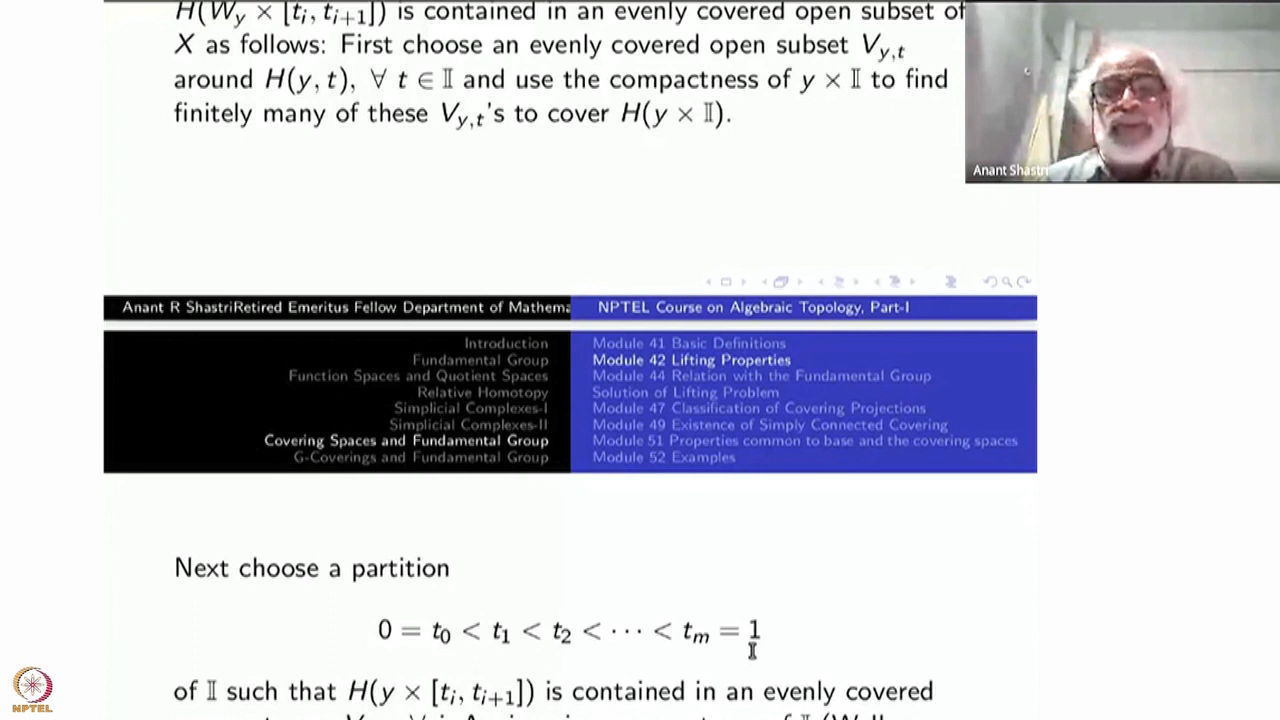 H(W_y × [t_i, t_{i+1}]) is contained in an evenly covered open subset of
X as follows: First choose an evenly covered open subset V_{y,t}
around H(y, t), ∀ t ∈ 𝕀 and use the compactness of y × 𝕀 to find
finitely many of these V_{y,t}'s to cover H(y × 𝕀).
Anant Shastri
Anant R ShastriRetired Emeritus Fellow Department of Mathema
NPTEL Course on Algebraic Topology, Part-I
Introduction
Fundamental Group
Function Spaces and Quotient Spaces
Relative Homotopy
Simplicial Complexes-I
Simplicial Complexes-II
Covering Spaces and Fundamental Group
G-Coverings and Fundamental Group
Module 41 Basic Definitions
Module 42 Lifting Properties
Module 44 Relation with the Fundamental Group
Solution of Lifting Problem
Module 47 Classification of Covering Projections
Module 49 Existence of Simply Connected Covering
Module 51 Properties common to base and the covering spaces
Module 52 Examples
Next choose a partition
0 = t_0 < t_1 < t_2 < ··· < t_m = 1
of 𝕀 such that H(y × [t_i, t_{i+1}]) is contained in an evenly covered
NPTEL